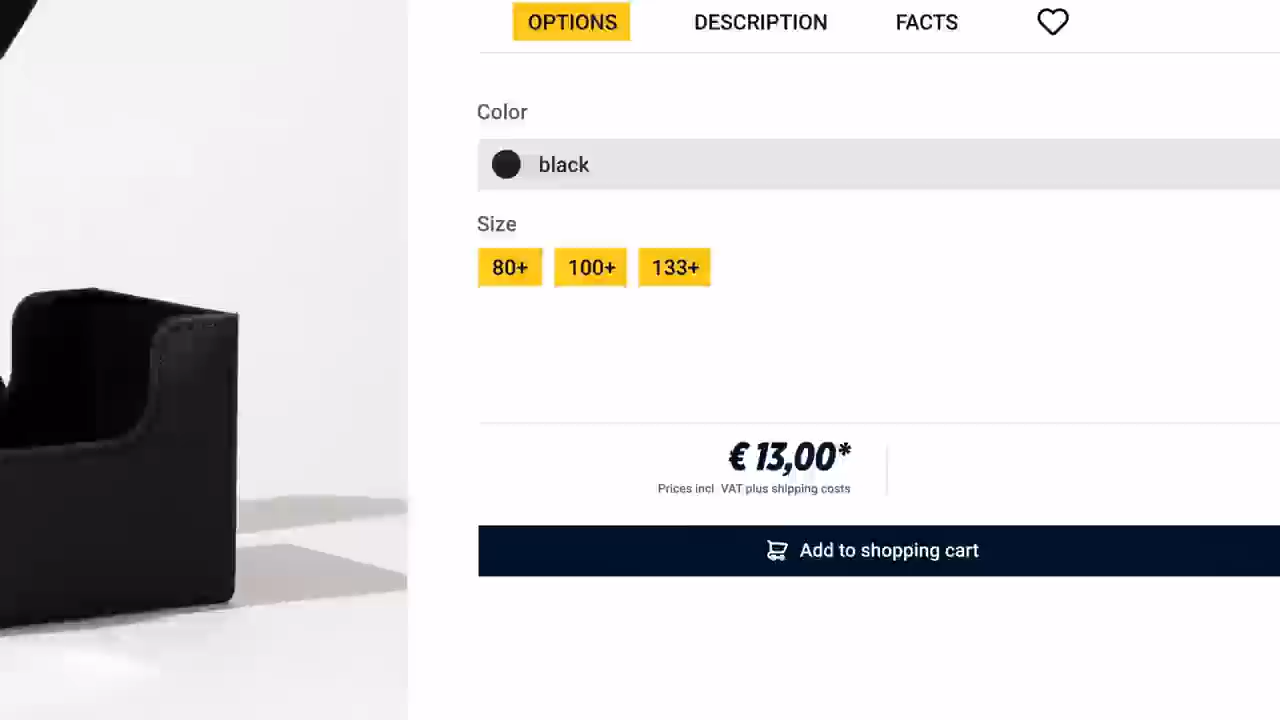 OPTIONS DESCRIPTION FACTS
Color
black
Size
80+ 100+ 133+
€ 13,00*
Prices incl VAT plus shipping costs
Add to shopping cart